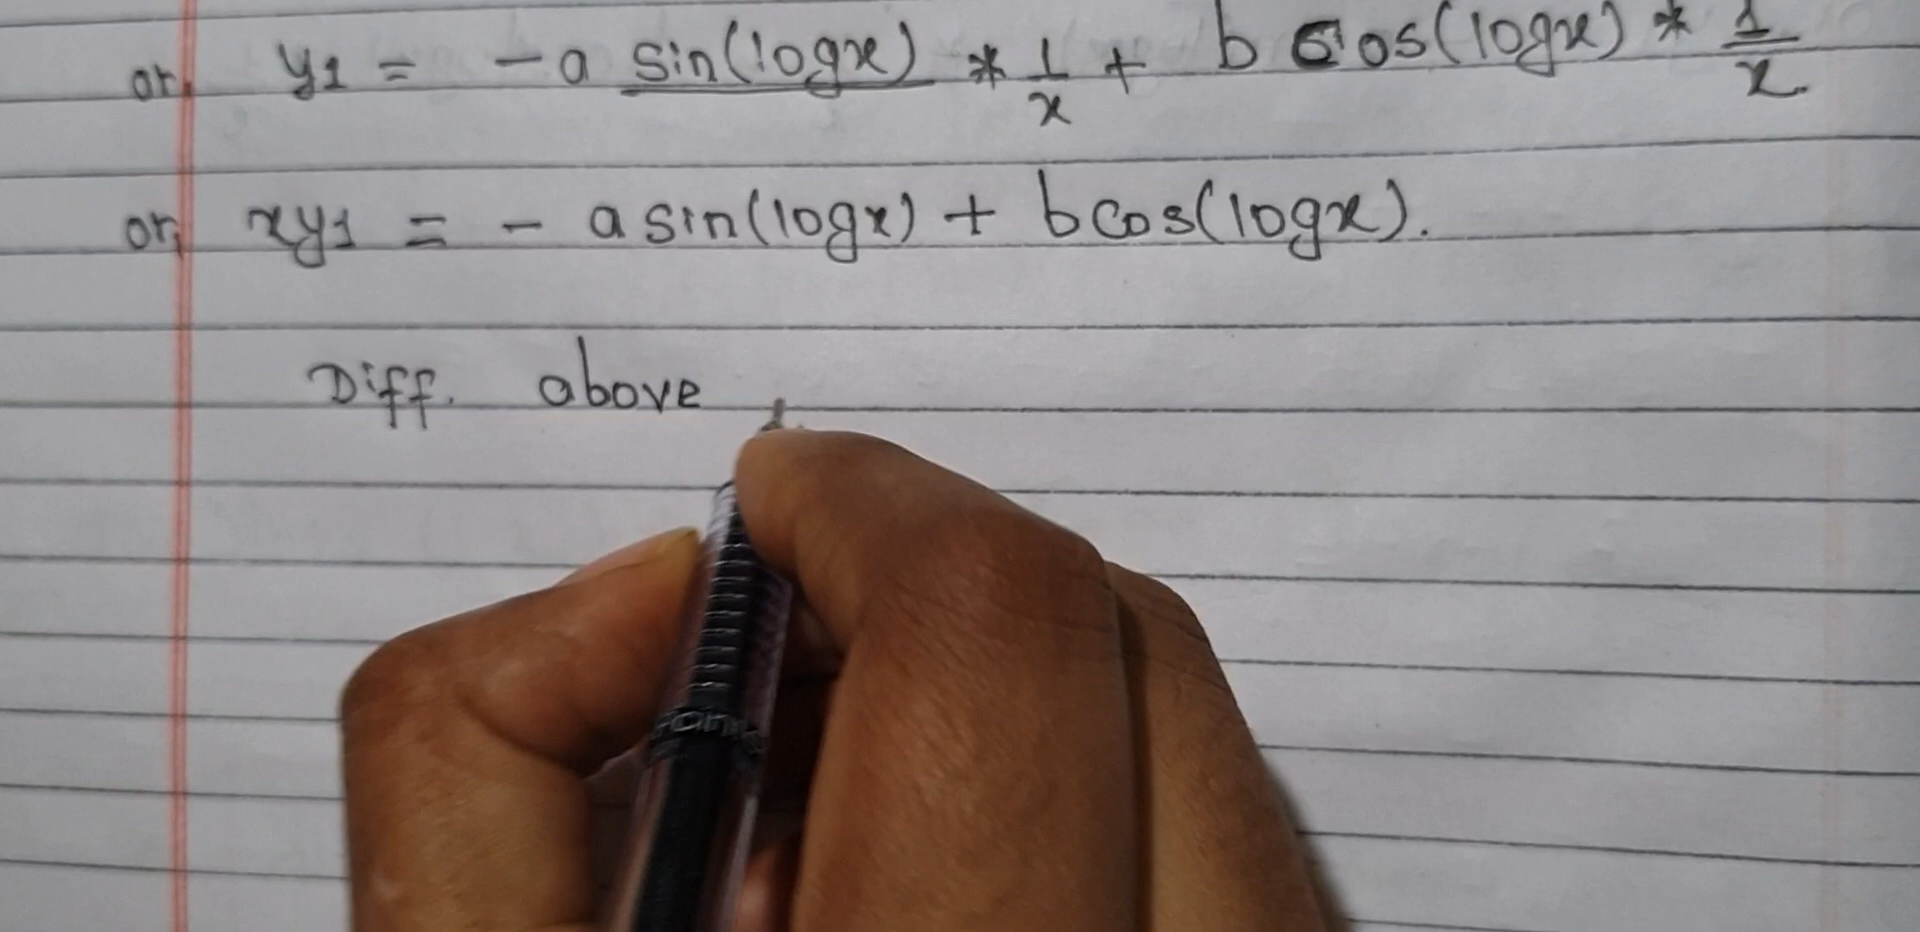 or, y1 = - a sin(logx) * 1/x + b cos(logx) * 1/x
or, xy1 = - a sin(logx) + b cos(logx).
Diff. above